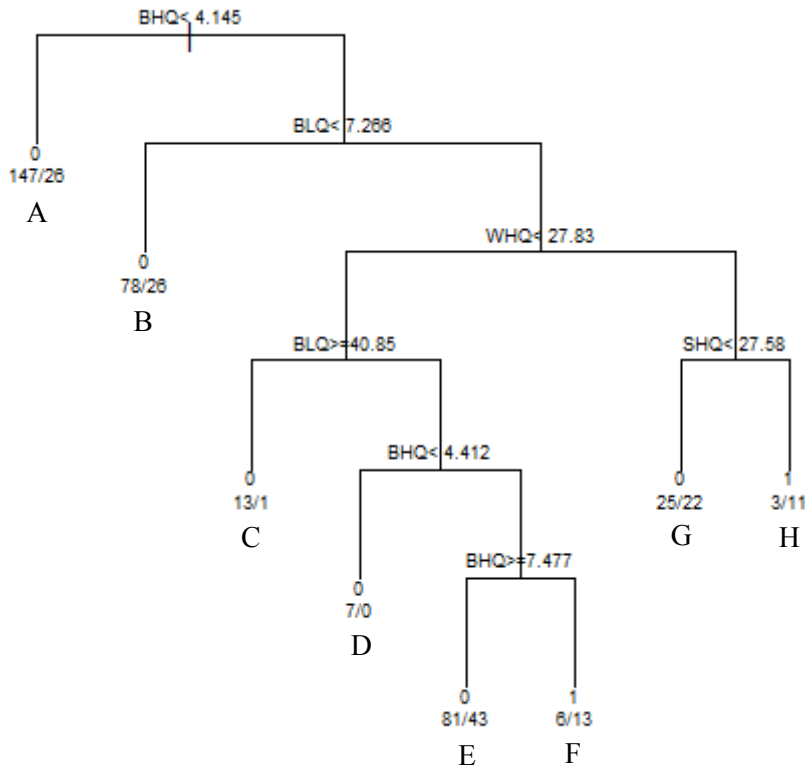 BHQ< 4.145
BLQ< 7.266
0
147/26
A
WHQ< 27.83
0
78/26
B
BLQ>=40.85
SHQ< 27.58
BHQ< 4.412
0
13/1
C
0
25/22
G
1
3/11
H
BHQ>=7.477
0
7/0
D
0
81/43
E
1
6/13
F